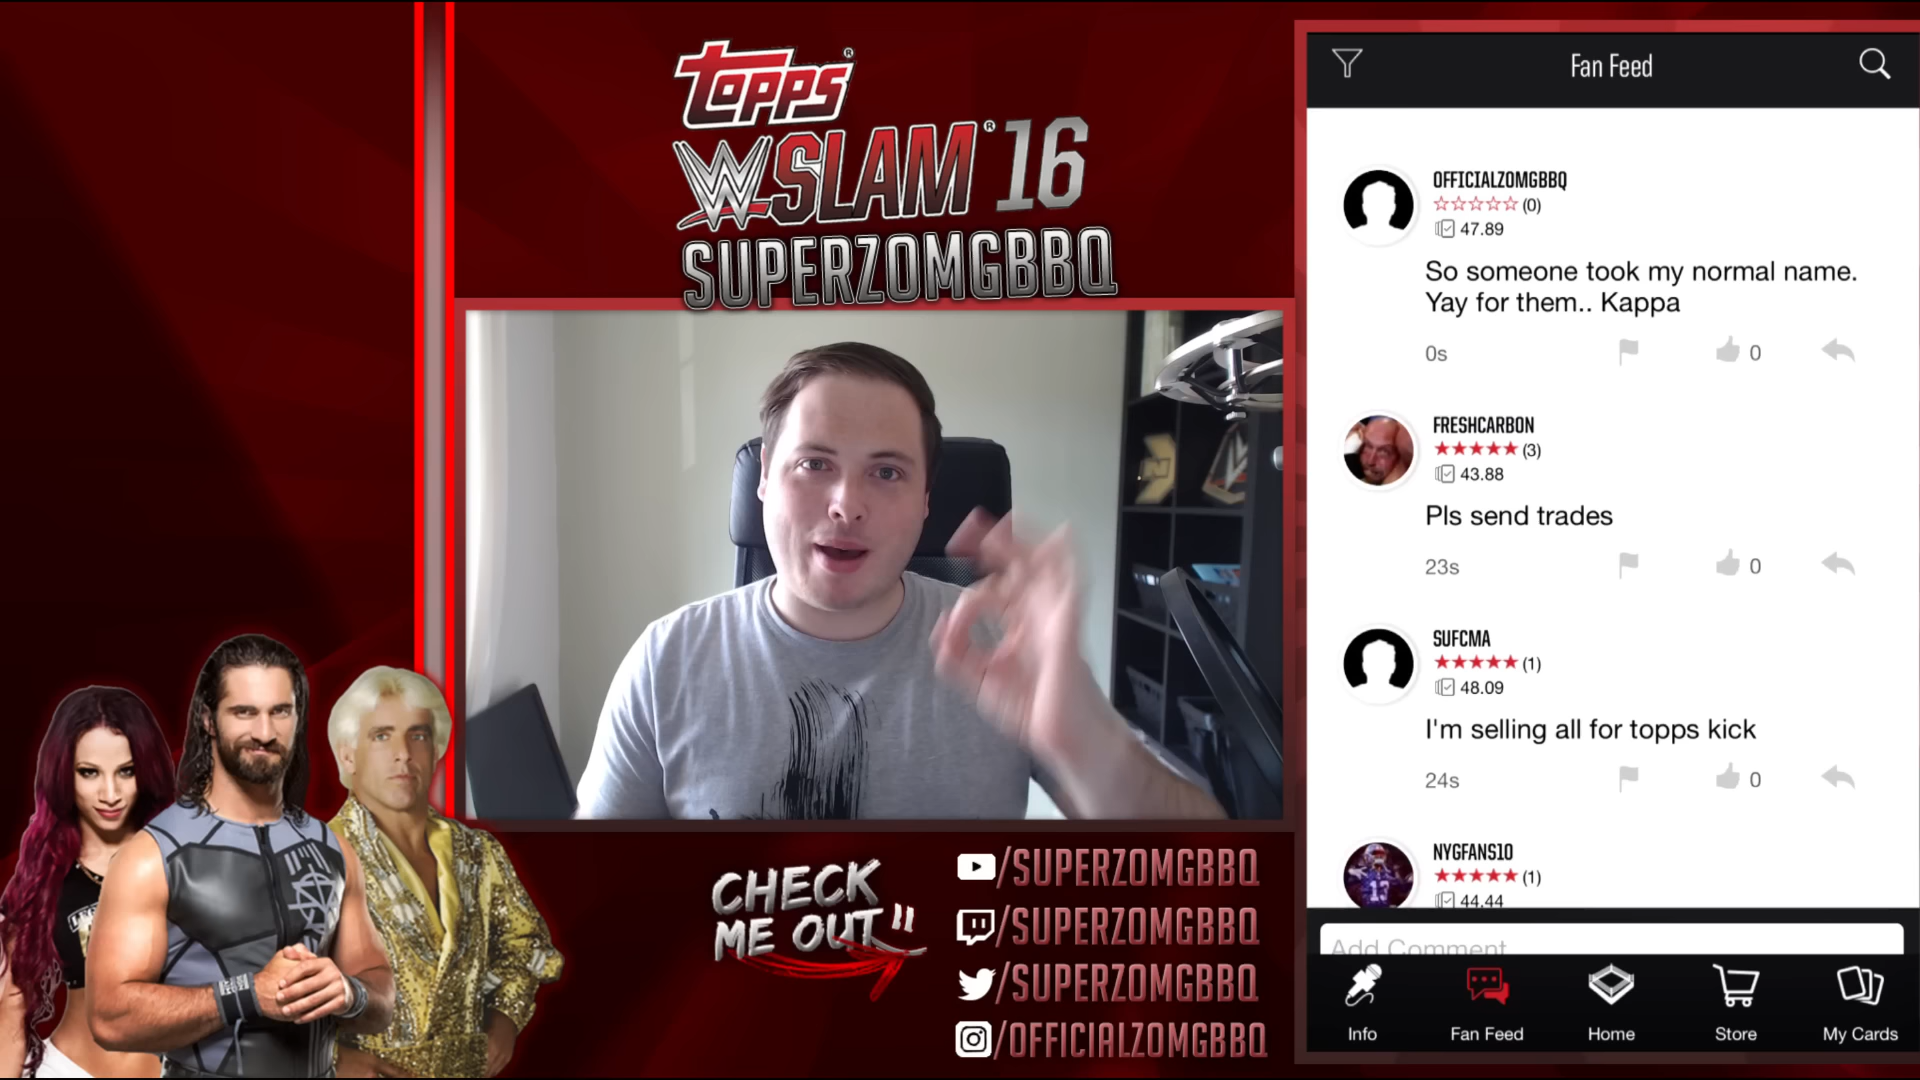 TOPPS
W SLAM '16
SUPERZOMGBBQ
CHECK
ME OUT!!
/SUPERZOMGBBQ
/SUPERZOMGBBQ
/SUPERZOMGBBQ
/OFFICIALZOMGBBQ
Fan Feed
OFFICIALZOMGBBQ
(0)
47.89
So someone took my normal name.
Yay for them.. Kappa
0s
0
FRESHCARBON
(3)
43.88
Pls send trades
23s
0
SUFCMA
(1)
48.09
I'm selling all for topps kick
24s
0
NYGFANS10
(1)
44.44
Add Comment
Info
Fan Feed
Home
Store
My Cards